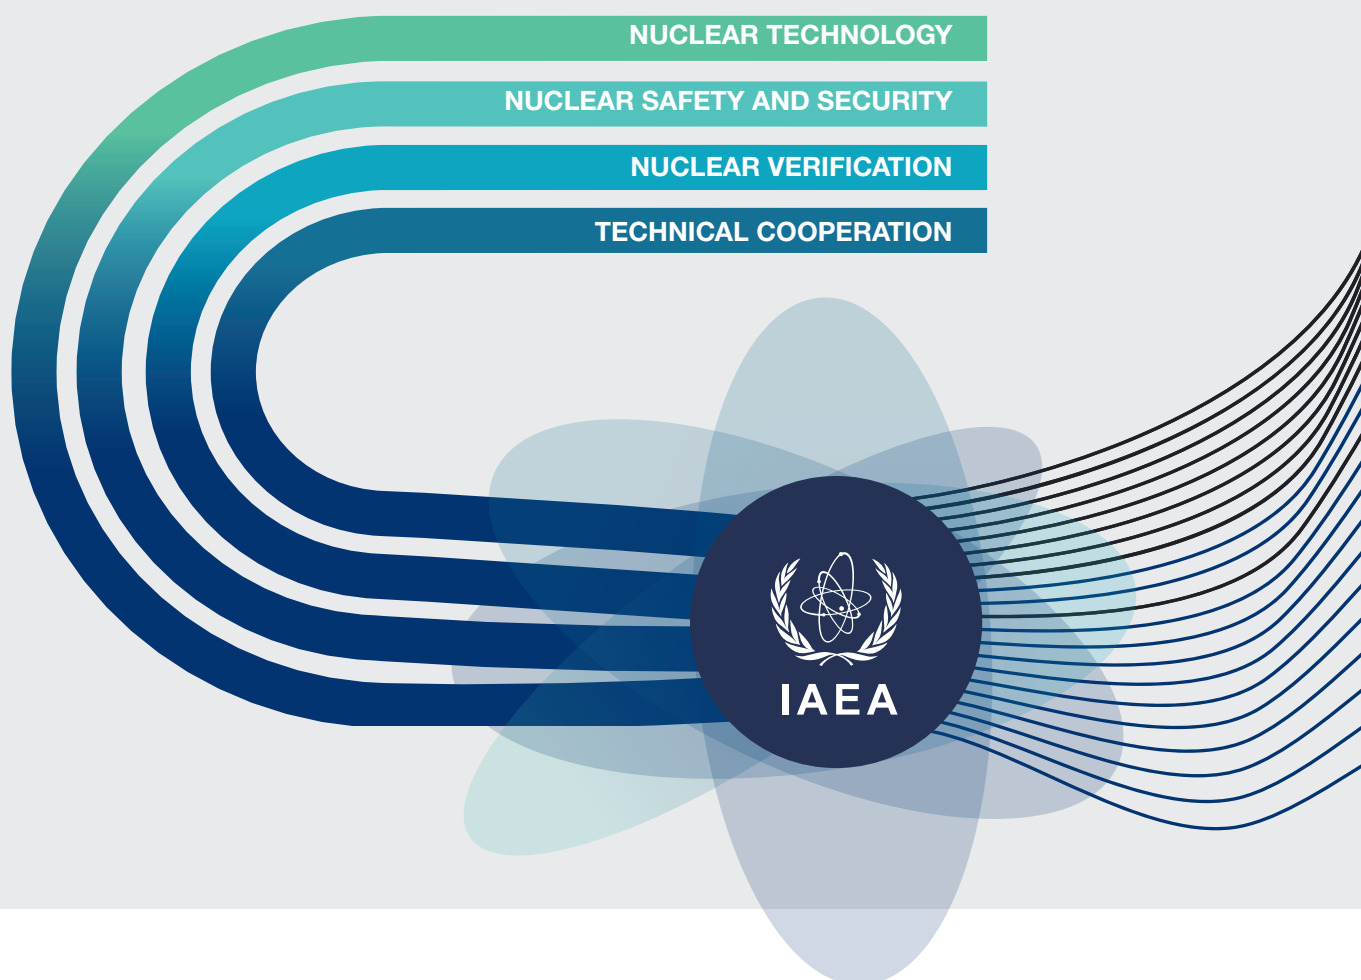 NUCLEAR TECHNOLOGY
NUCLEAR SAFETY AND SECURITY
NUCLEAR VERIFICATION
TECHNICAL COOPERATION
IAEA